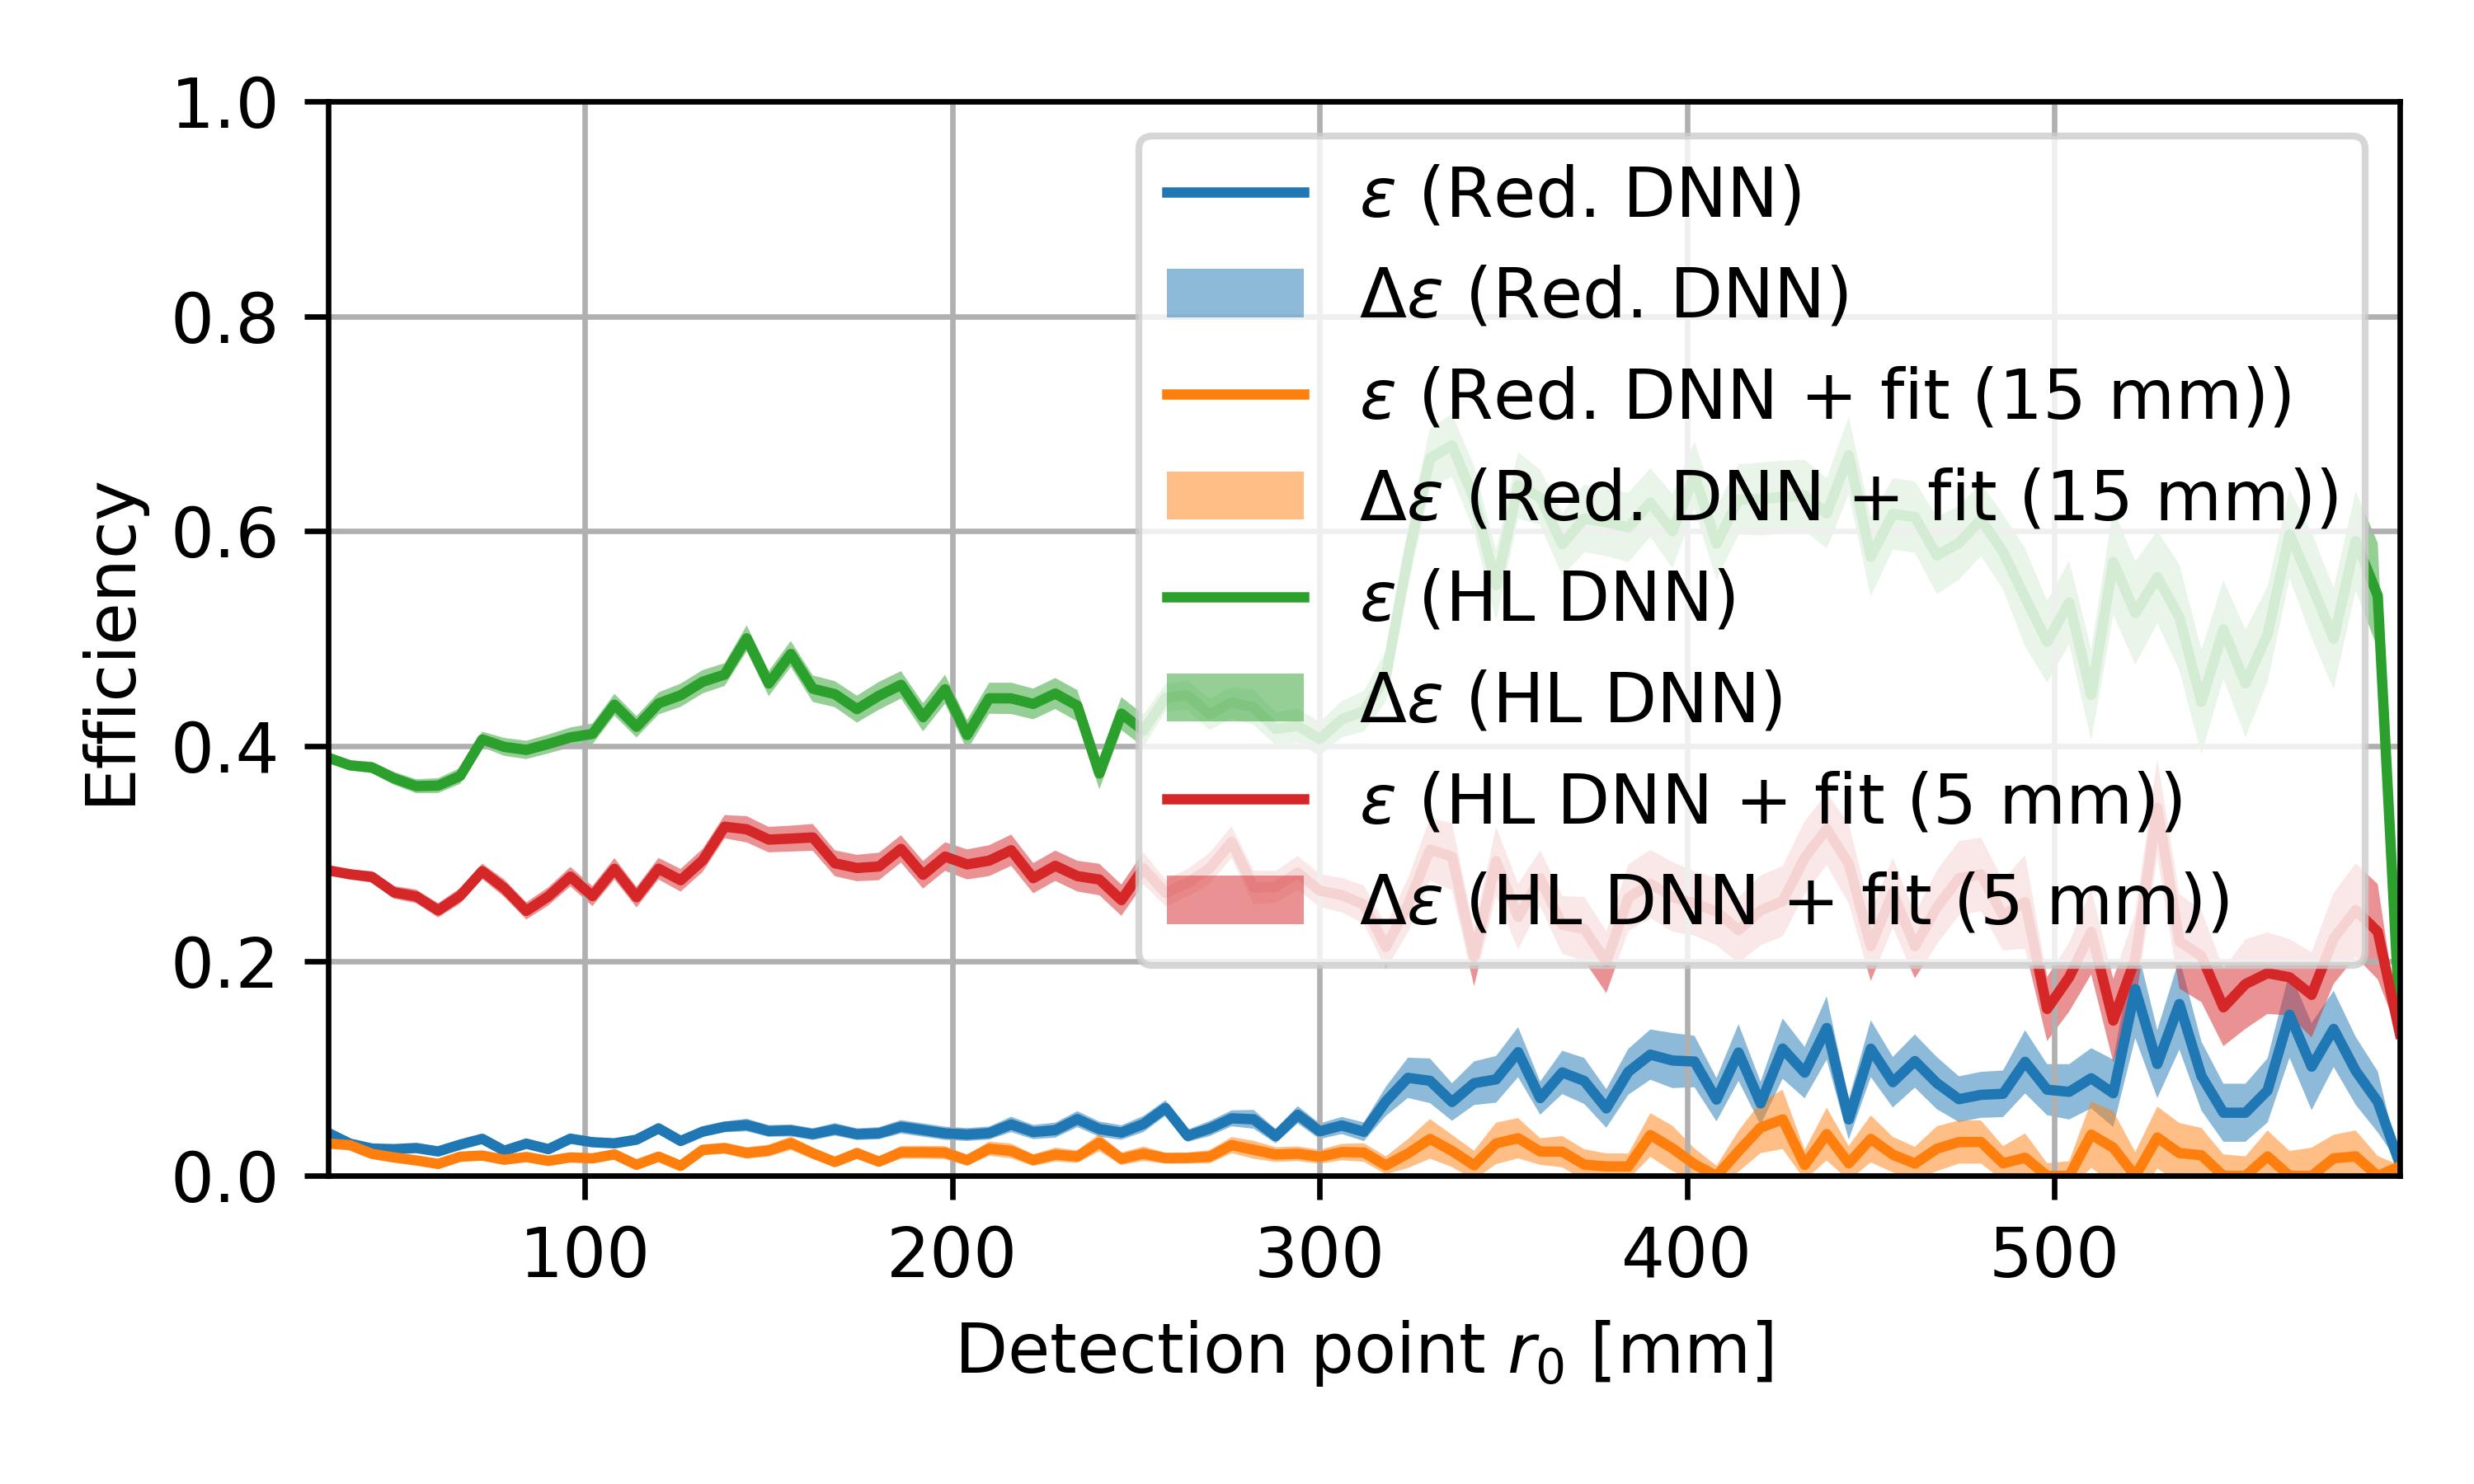 1.0
0.8
0.6
0.4
0.2
0.0
Efficiency
ε (Red. DNN)
Δε (Red. DNN)
ε (Red. DNN + fit (15 mm))
Δε (Red. DNN + fit (15 mm))
ε (HL DNN)
Δε (HL DNN)
ε (HL DNN + fit (5 mm))
Δε (HL DNN + fit (5 mm))
100 200 300 400 500
Detection point r₀ [mm]